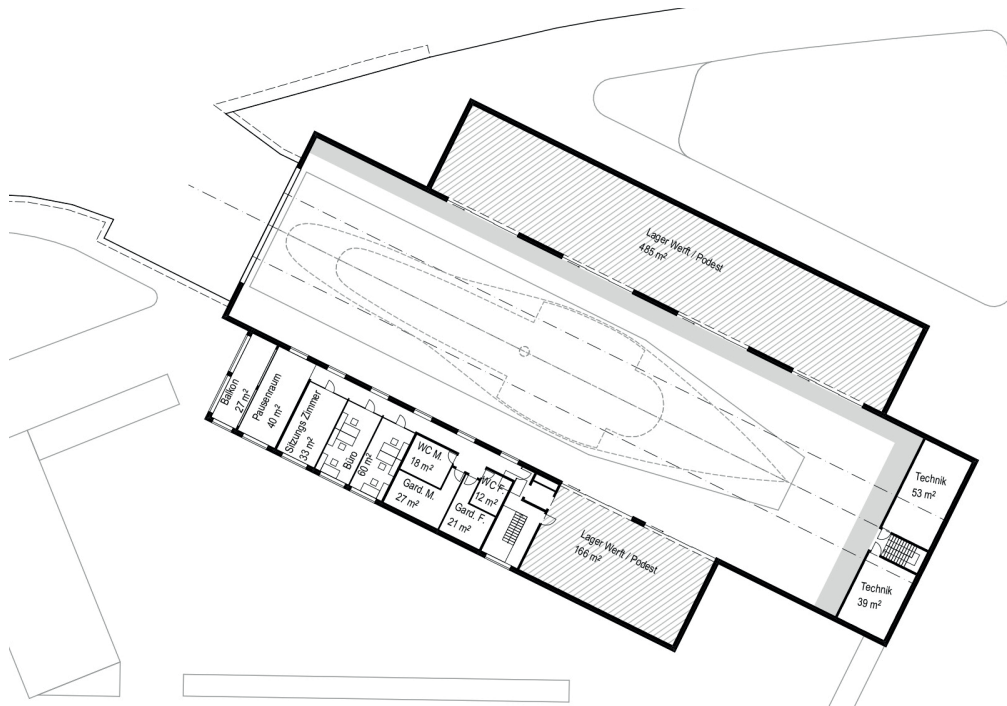 Lager Werft / Podest
485 m²
Balkon
27 m²
Pausenraum
40 m²
Sitzungs Zimmer
33 m²
Büro
60 m²
WC M.
18 m²
Gard. M.
27 m²
WC F.
12 m²
Gard. F.
21 m²
Lager Werft / Podest
166 m²
Technik
53 m²
Technik
39 m²